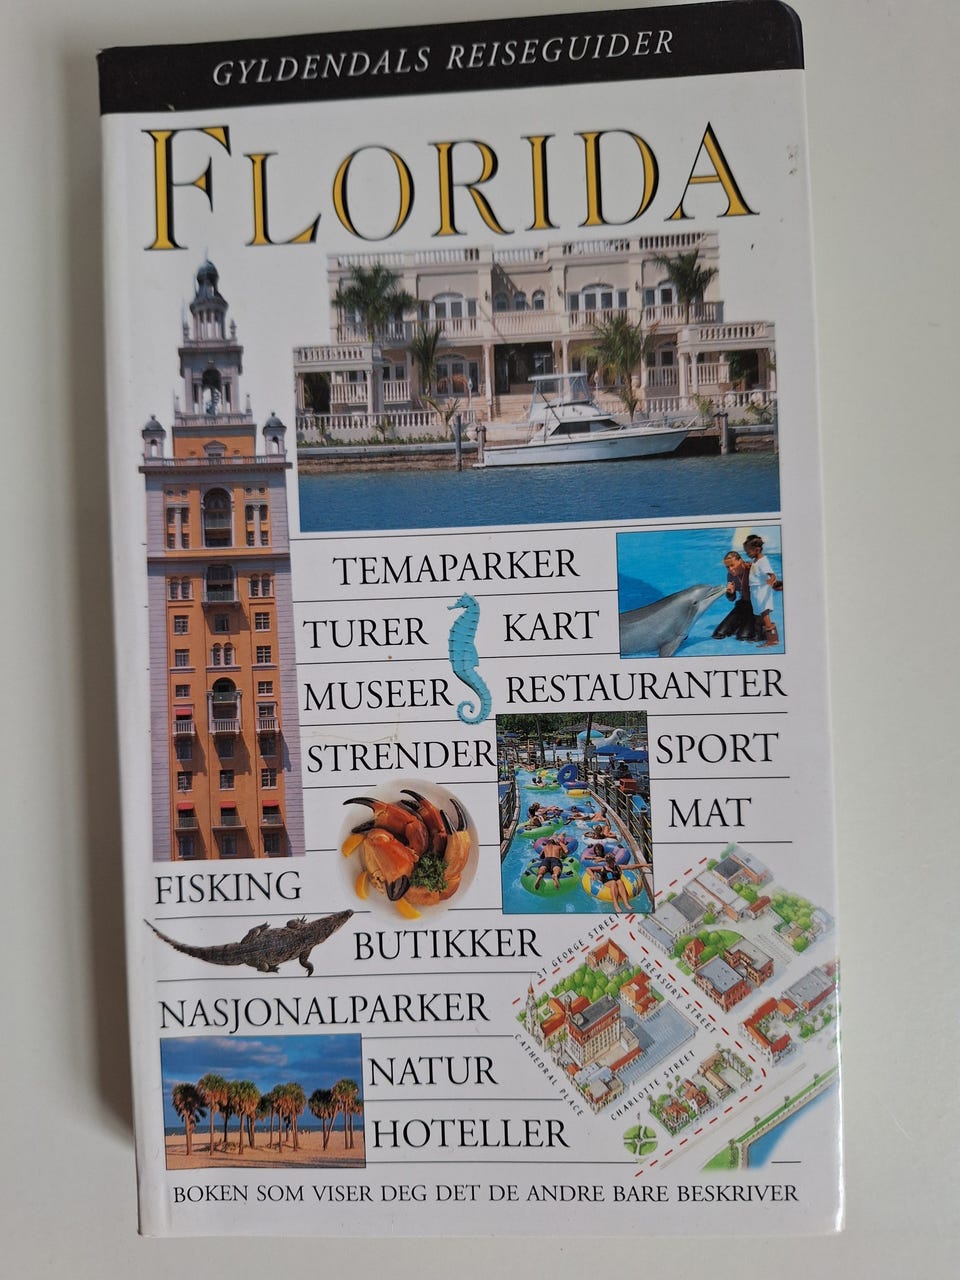 GYLDENDALS REISEGUIDER
FLORIDA
TEMAPARKER
TURER KART
MUSEER RESTAURANTER
STRENDER SPORT
MAT
FISKING
BUTIKKER
NASJONALPARKER
NATUR
HOTELLER
ST GEORGE STREET
TREASURY STREET
CATHEDRAL PLACE
CHARLOTTE STREET
BOKEN SOM VISER DEG DET DE ANDRE BARE BESKRIVER